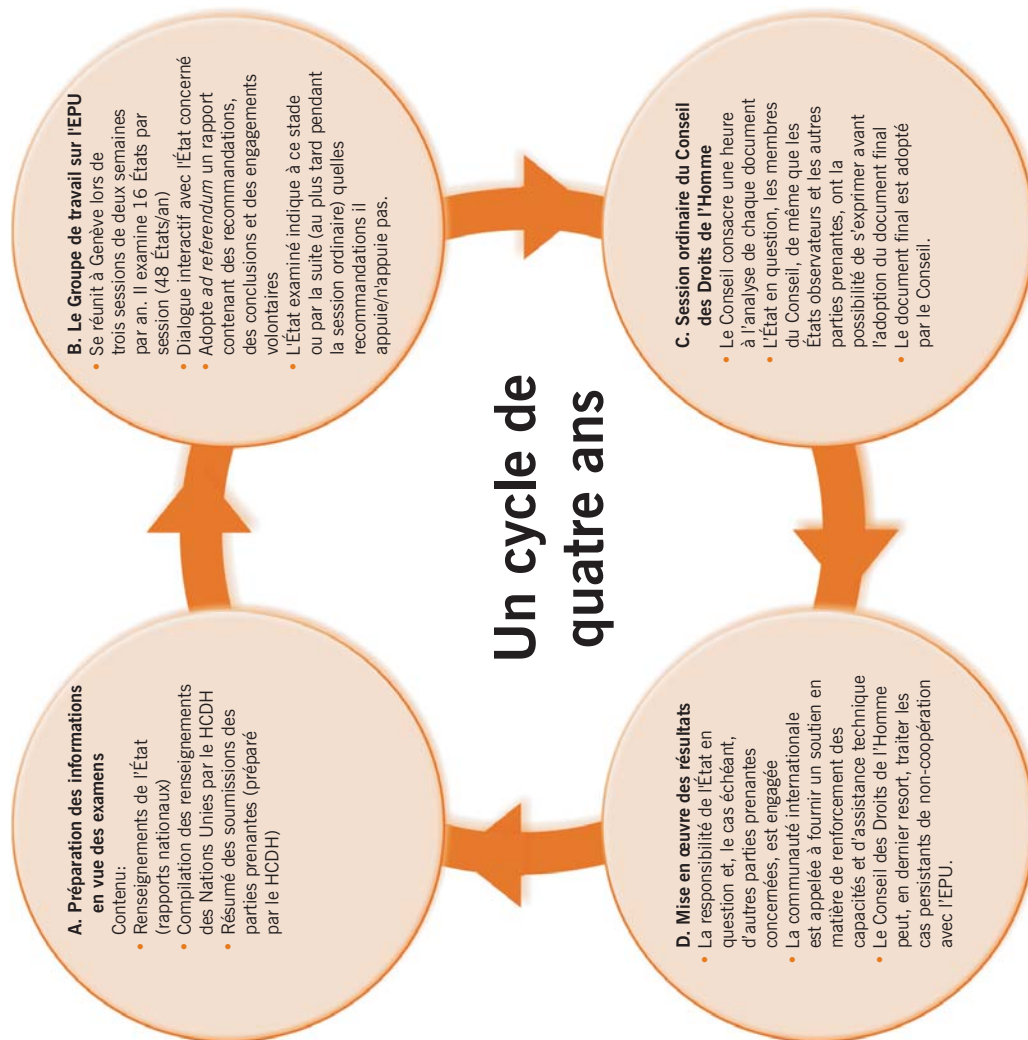 A. Préparation des informations
en vue des examens
Contenu:
• Renseignements de l'État
(rapports nationaux)
• Compilation des renseignements
des Nations Unies par le HCDH
• Résumé des soumissions des
parties prenantes (préparé
par le HCDH)
B. Le Groupe de travail sur l'EPU
• Se réunit à Genève lors de
trois sessions de deux semaines
par an. Il examine 16 États par
session (48 États/an)
• Dialogue interactif avec l'État concerné
• Adopte ad referendum un rapport
contenant des recommandations,
des conclusions et des engagements
volontaires
• L'État examiné indique à ce stade
ou par la suite (au plus tard pendant
la session ordinaire) quelles
recommandations il
appuie/n'appuie pas.
Un cycle de
quatre ans
C. Session ordinaire du Conseil
des Droits de l'Homme
• Le Conseil consacre une heure
à l'analyse de chaque document
• L'État en question, les membres
du Conseil, de même que les
États observateurs et les autres
parties prenantes, ont la
possibilité de s'exprimer avant
l'adoption du document final
• Le document final est adopté
par le Conseil.
D. Mise en œuvre des résultats
• La responsibilité de l'État en
question et, le cas échéant,
d'autres parties prenantes
concernées, est engagée
• La communauté internationale
est appelée à fournir un soutien en
matière de renforcement des
capacités et d'assistance technique
• Le Conseil des Droits de l'Homme
peut, en dernier resort, traiter les
cas persistants de non-coopération
avec l'EPU.